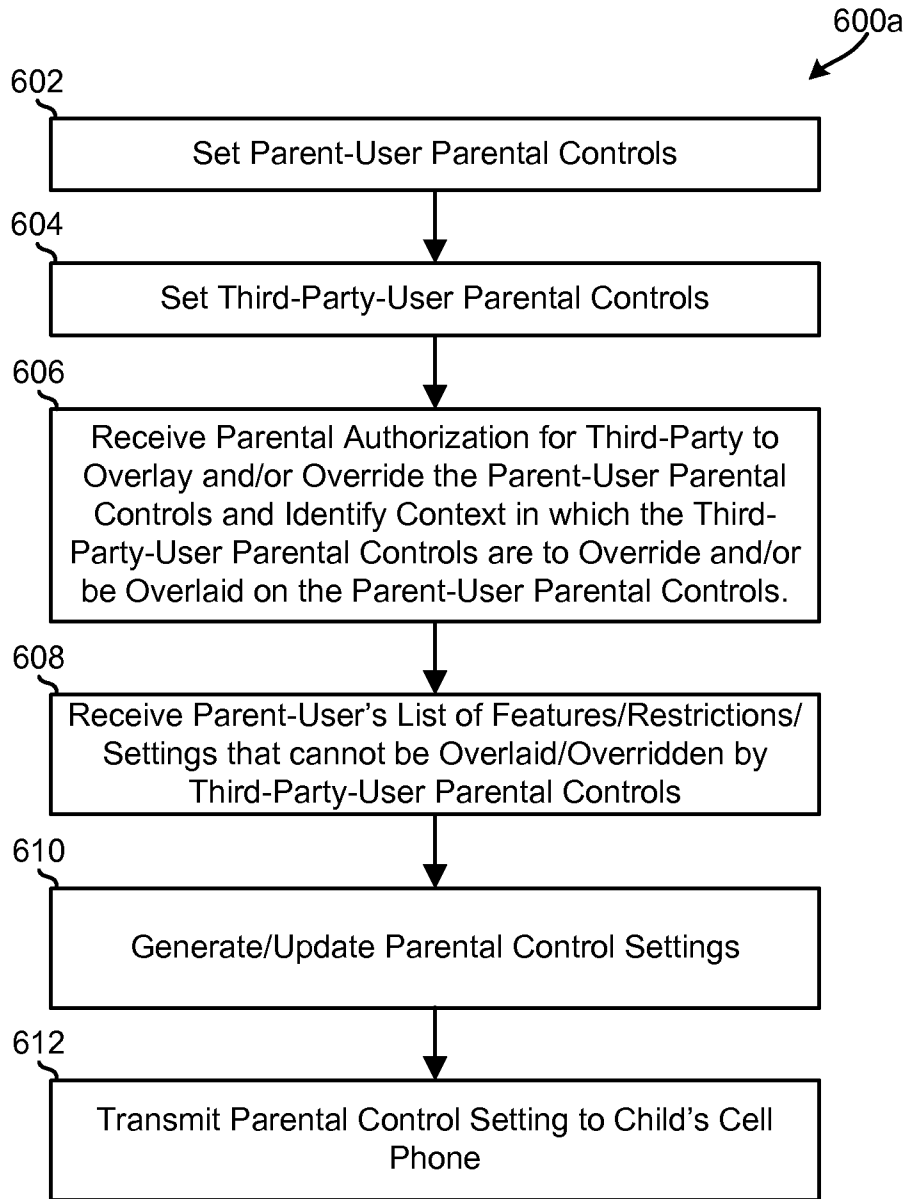 600a
602
Set Parent-User Parental Controls
604
Set Third-Party-User Parental Controls
606
Receive Parental Authorization for Third-Party to
Overlay and/or Override the Parent-User Parental
Controls and Identify Context in which the Third-
Party-User Parental Controls are to Override and/or
be Overlaid on the Parent-User Parental Controls.
608
Receive Parent-User's List of Features/Restrictions/
Settings that cannot be Overlaid/Overridden by
Third-Party-User Parental Controls
610
Generate/Update Parental Control Settings
612
Transmit Parental Control Setting to Child's Cell
Phone